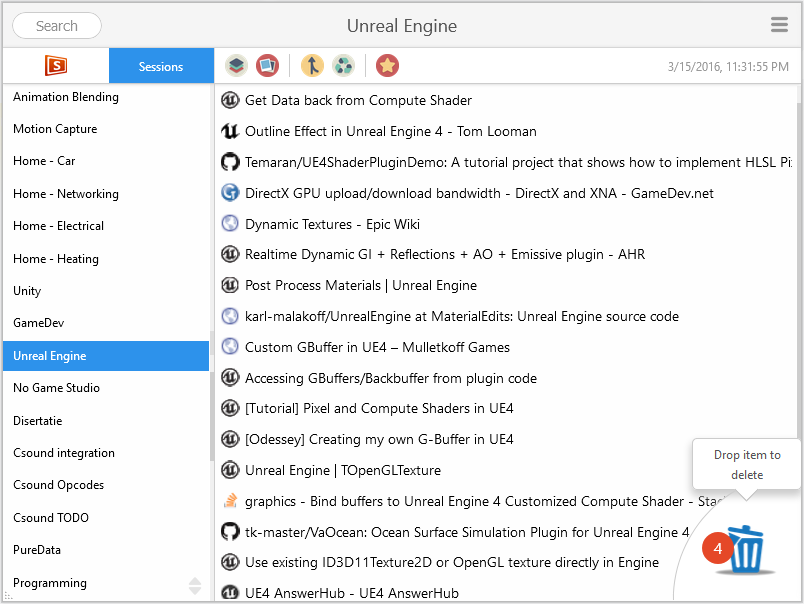 Search
Unreal Engine
S
Sessions
3/15/2016, 11:31:55 PM
Animation Blending
Motion Capture
Home - Car
Home - Networking
Home - Electrical
Home - Heating
Unity
GameDev
Unreal Engine
No Game Studio
Disertatie
Csound integration
Csound Opcodes
Csound TODO
PureData
Programming
Get Data back from Compute Shader
Outline Effect in Unreal Engine 4 - Tom Looman
Temaran/UE4ShaderPluginDemo: A tutorial project that shows how to implement HLSL Pi
DirectX GPU upload/download bandwidth - DirectX and XNA - GameDev.net
Dynamic Textures - Epic Wiki
Realtime Dynamic GI + Reflections + AO + Emissive plugin - AHR
Post Process Materials | Unreal Engine
karl-malakoff/UnrealEngine at MaterialEdits: Unreal Engine source code
Custom GBuffer in UE4 – Mulletkoff Games
Accessing GBuffers/Backbuffer from plugin code
[Tutorial] Pixel and Compute Shaders in UE4
[Odessey] Creating my own G-Buffer in UE4
Unreal Engine | TOpenGLTexture
graphics - Bind buffers to Unreal Engine 4 Customized Compute Shader - Stac
tk-master/VaOcean: Ocean Surface Simulation Plugin for Unreal Engine 4
Use existing ID3D11Texture2D or OpenGL texture directly in Engine
UE4 AnswerHub - UE4 AnswerHub
Drop item to
delete
4